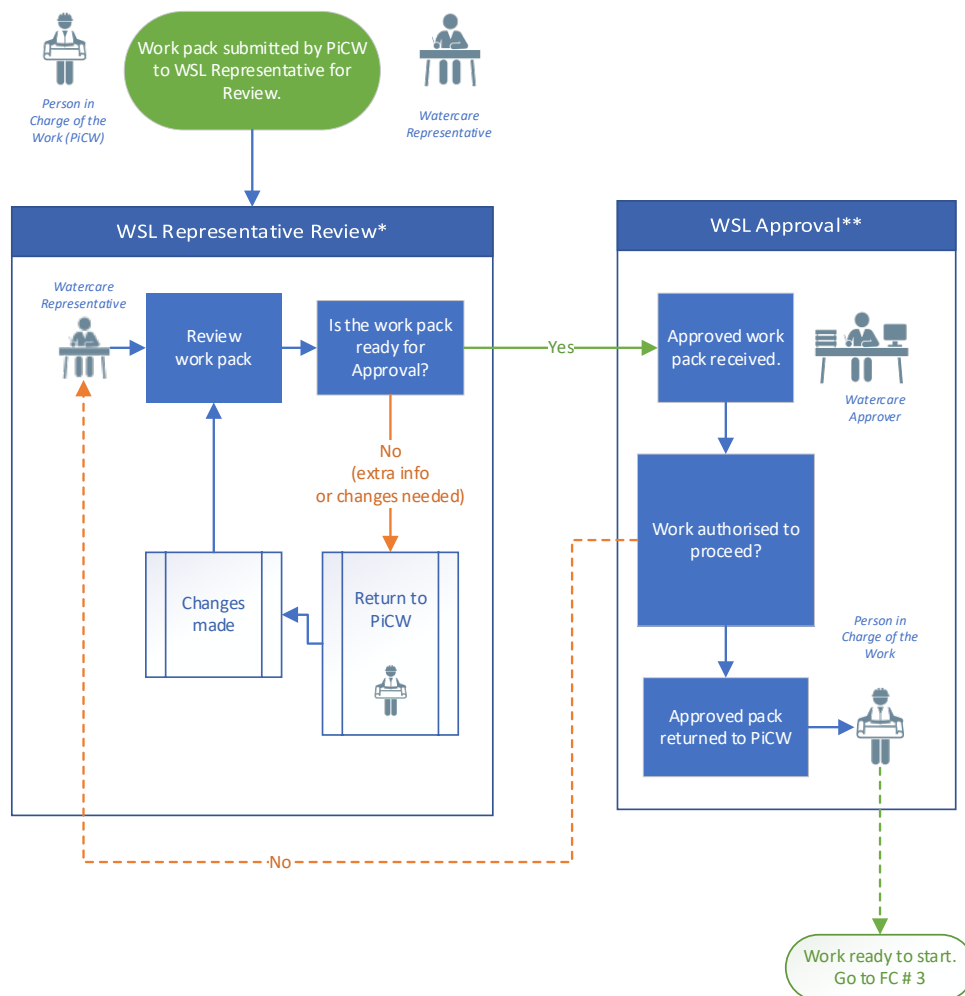 Work pack submitted by PiCW
to WSL Representative for
Review.
Person in
Charge of the
Work (PiCW)
Watercare
Representative
WSL Representative Review*
Watercare
Representative
Review
work pack
Is the work pack
ready for
Approval?
Yes
No
(extra info
or changes needed)
Changes
made
Return to
PiCW
WSL Approval**
Approved work
pack received.
Watercare
Approver
Work authorised to
proceed?
Person in
Charge of the
Work
Approved pack
returned to PiCW
No
Work ready to start.
Go to FC # 3